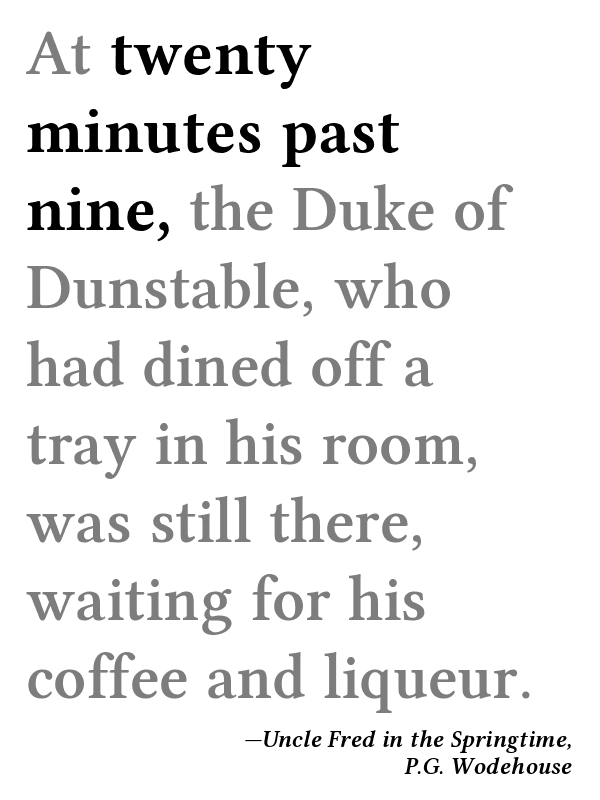 At twenty
minutes past
nine, the Duke of
Dunstable, who
had dined off a
tray in his room,
was still there,
waiting for his
coffee and liqueur.
—Uncle Fred in the Springtime,
P.G. Wodehouse